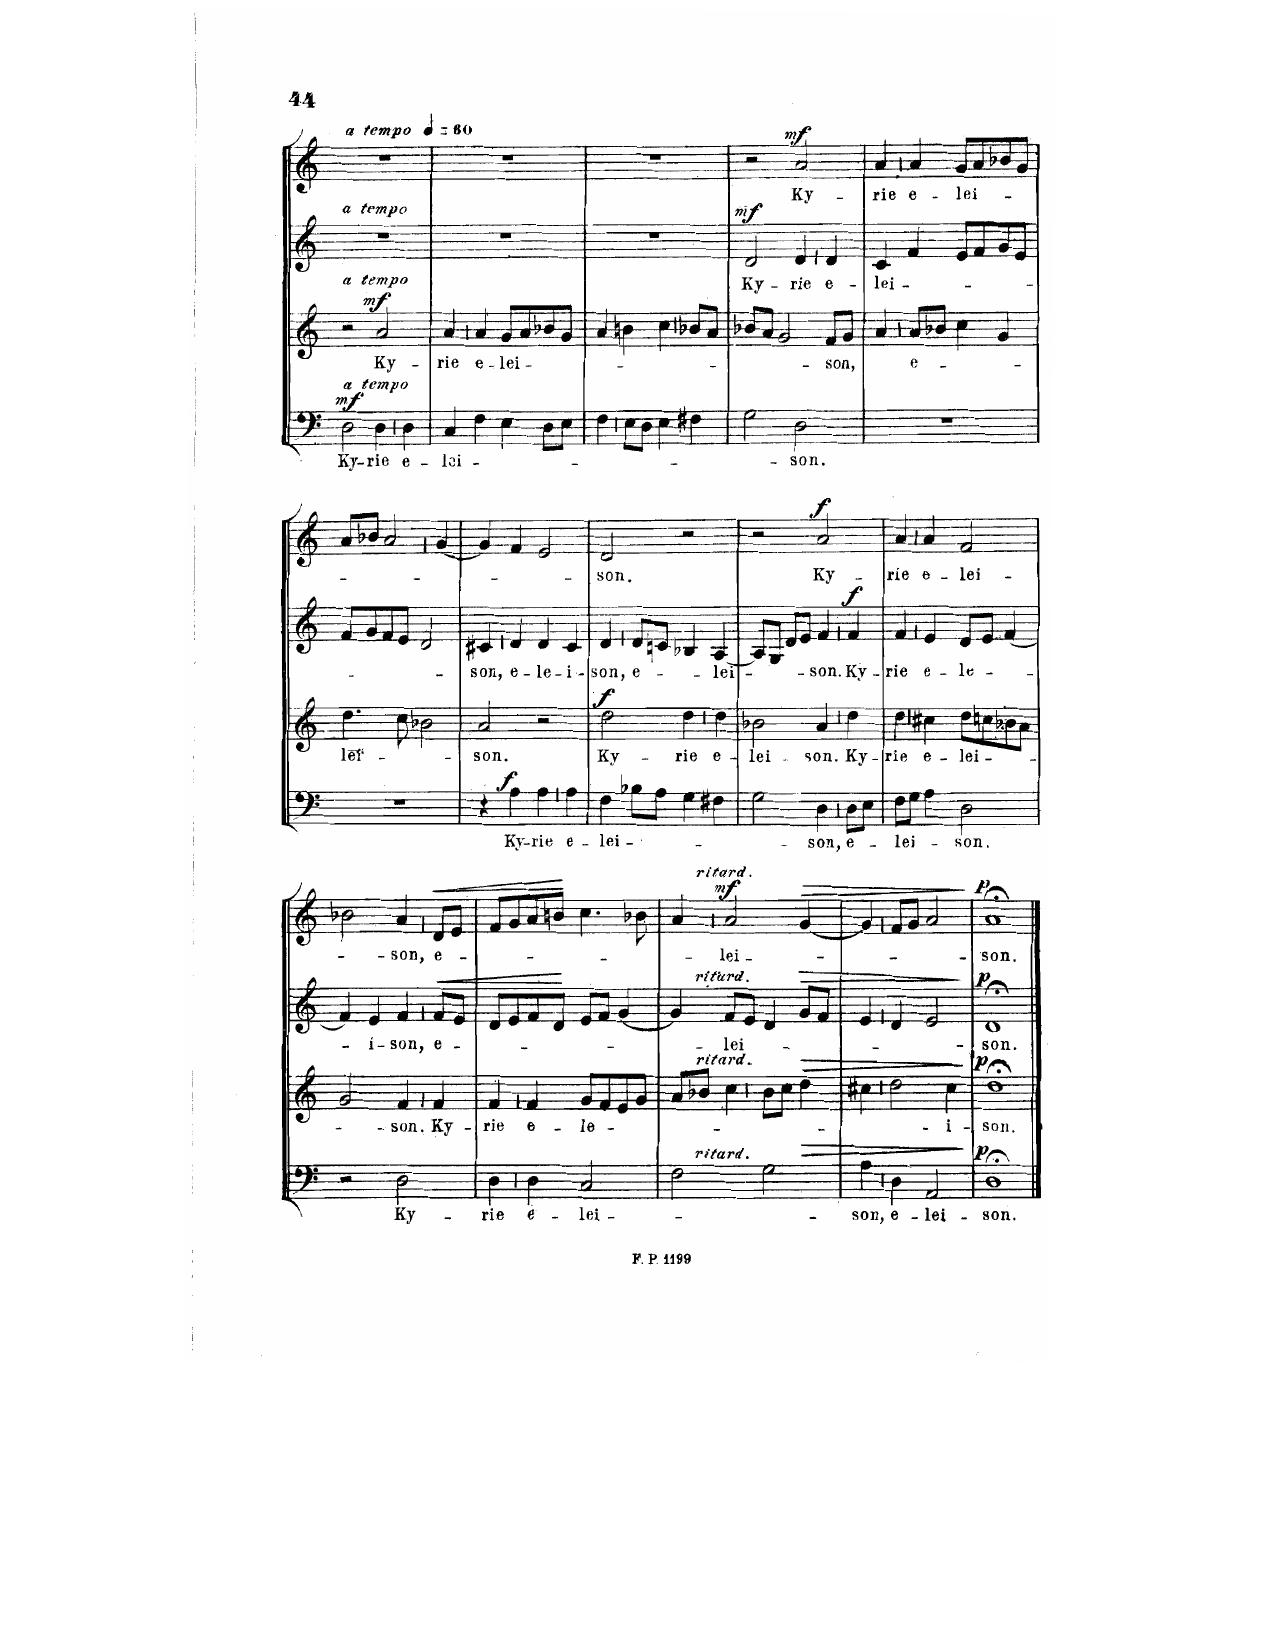 44
a tempo ♩ = 60
mf
Ky - rie e - lei -
a tempo
mf
Ky - rie e - lei -
a tempo
mf
Ky - rie e - lei - son, e -
a tempo
mf
Ky-rie e - lei - son.
f
son. Ky - rie e - lei -
f
son, e - le - i - son, e - lei - son. Ky - rie e - le -
f
lei - son. Ky - rie e - lei - son. Ky - rie e - lei -
f
Ky-rie e - lei - son, e - lei - son.
ritard.
mf
p
son, e - lei - son.
ritard.
p
i - son, e - lei - son.
ritard.
p
son. Ky - rie e - le - i - son.
ritard.
p
Ky - rie e - lei - son, e - lei - son.
F. P. 1199